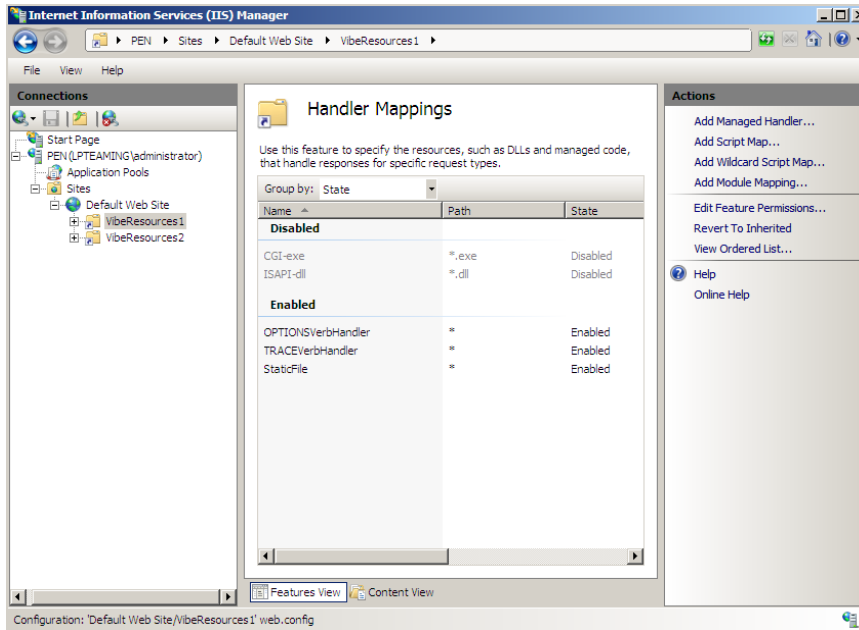 Internet Information Services (IIS) Manager
PEN Sites Default Web Site VibeResources1
File View Help
Connections
Start Page
PEN (LPTEAMING\administrator)
Application Pools
Sites
Default Web Site
VibeResources1
VibeResources2
Handler Mappings
Use this feature to specify the resources, such as DLLs and managed code,
that handle responses for specific request types.
Group by: State
Name Path State
Disabled
CGI-exe *.exe Disabled
ISAPI-dll *.dll Disabled
Enabled
OPTIONSVerbHandler * Enabled
TRACEVerbHandler * Enabled
StaticFile * Enabled
Features View Content View
Actions
Add Managed Handler...
Add Script Map...
Add Wildcard Script Map...
Add Module Mapping...
Edit Feature Permissions...
Revert To Inherited
View Ordered List...
Help
Online Help
Configuration: 'Default Web Site/VibeResources1' web.config